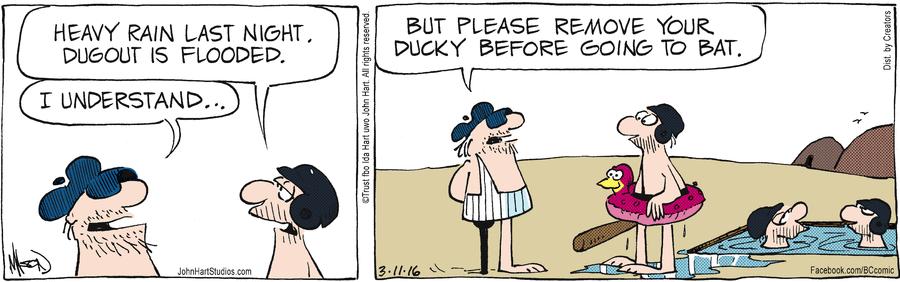 HEAVY RAIN LAST NIGHT.
DUGOUT IS FLOODED.
I UNDERSTAND...
JohnHartStudios.com
©Trust fbo Ida Hart uwo John Hart. All rights reserved.
BUT PLEASE REMOVE YOUR
DUCKY BEFORE GOING TO BAT.
Dist. by Creators
3-11-16
Facebook.com/BCcomic